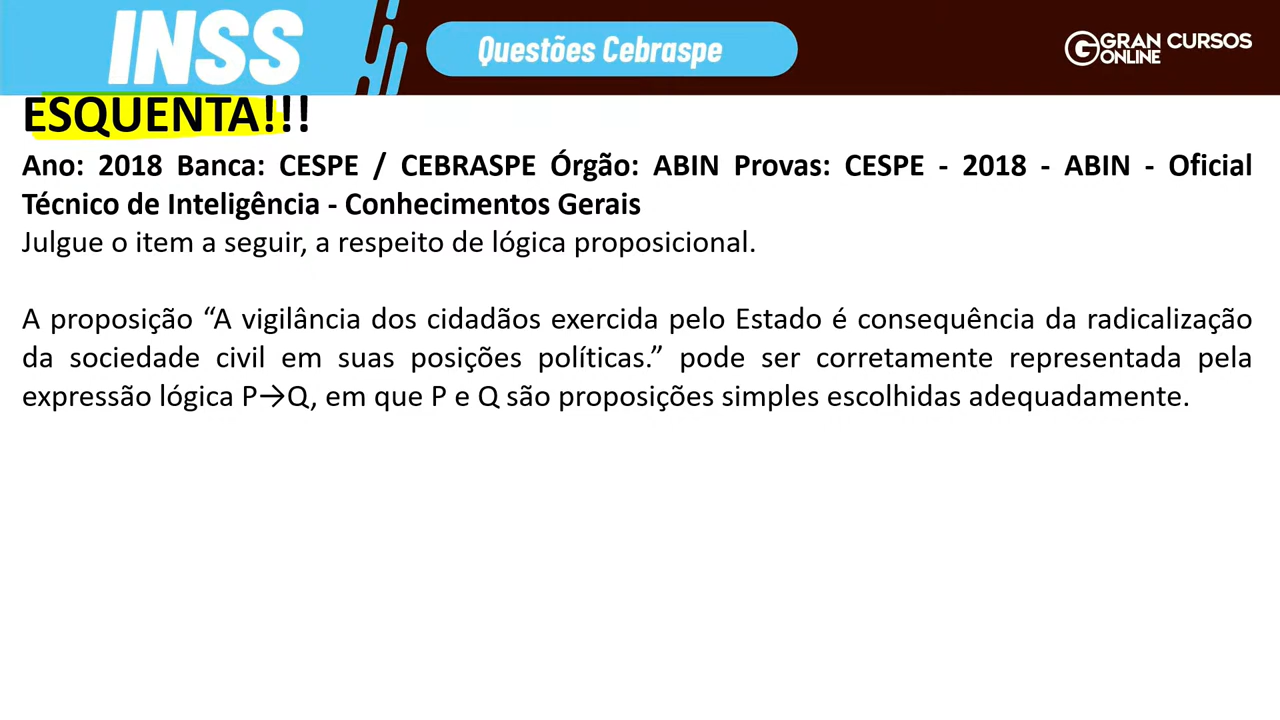 INSS
Questões Cebraspe
GRAN CURSOS
ONLINE
ESQUENTA!!!
Ano: 2018 Banca: CESPE / CEBRASPE Órgão: ABIN Provas: CESPE - 2018 - ABIN - Oficial
Técnico de Inteligência - Conhecimentos Gerais
Julgue o item a seguir, a respeito de lógica proposicional.
A proposição “A vigilância dos cidadãos exercida pelo Estado é consequência da radicalização
da sociedade civil em suas posições políticas.” pode ser corretamente representada pela
expressão lógica P→Q, em que P e Q são proposições simples escolhidas adequadamente.